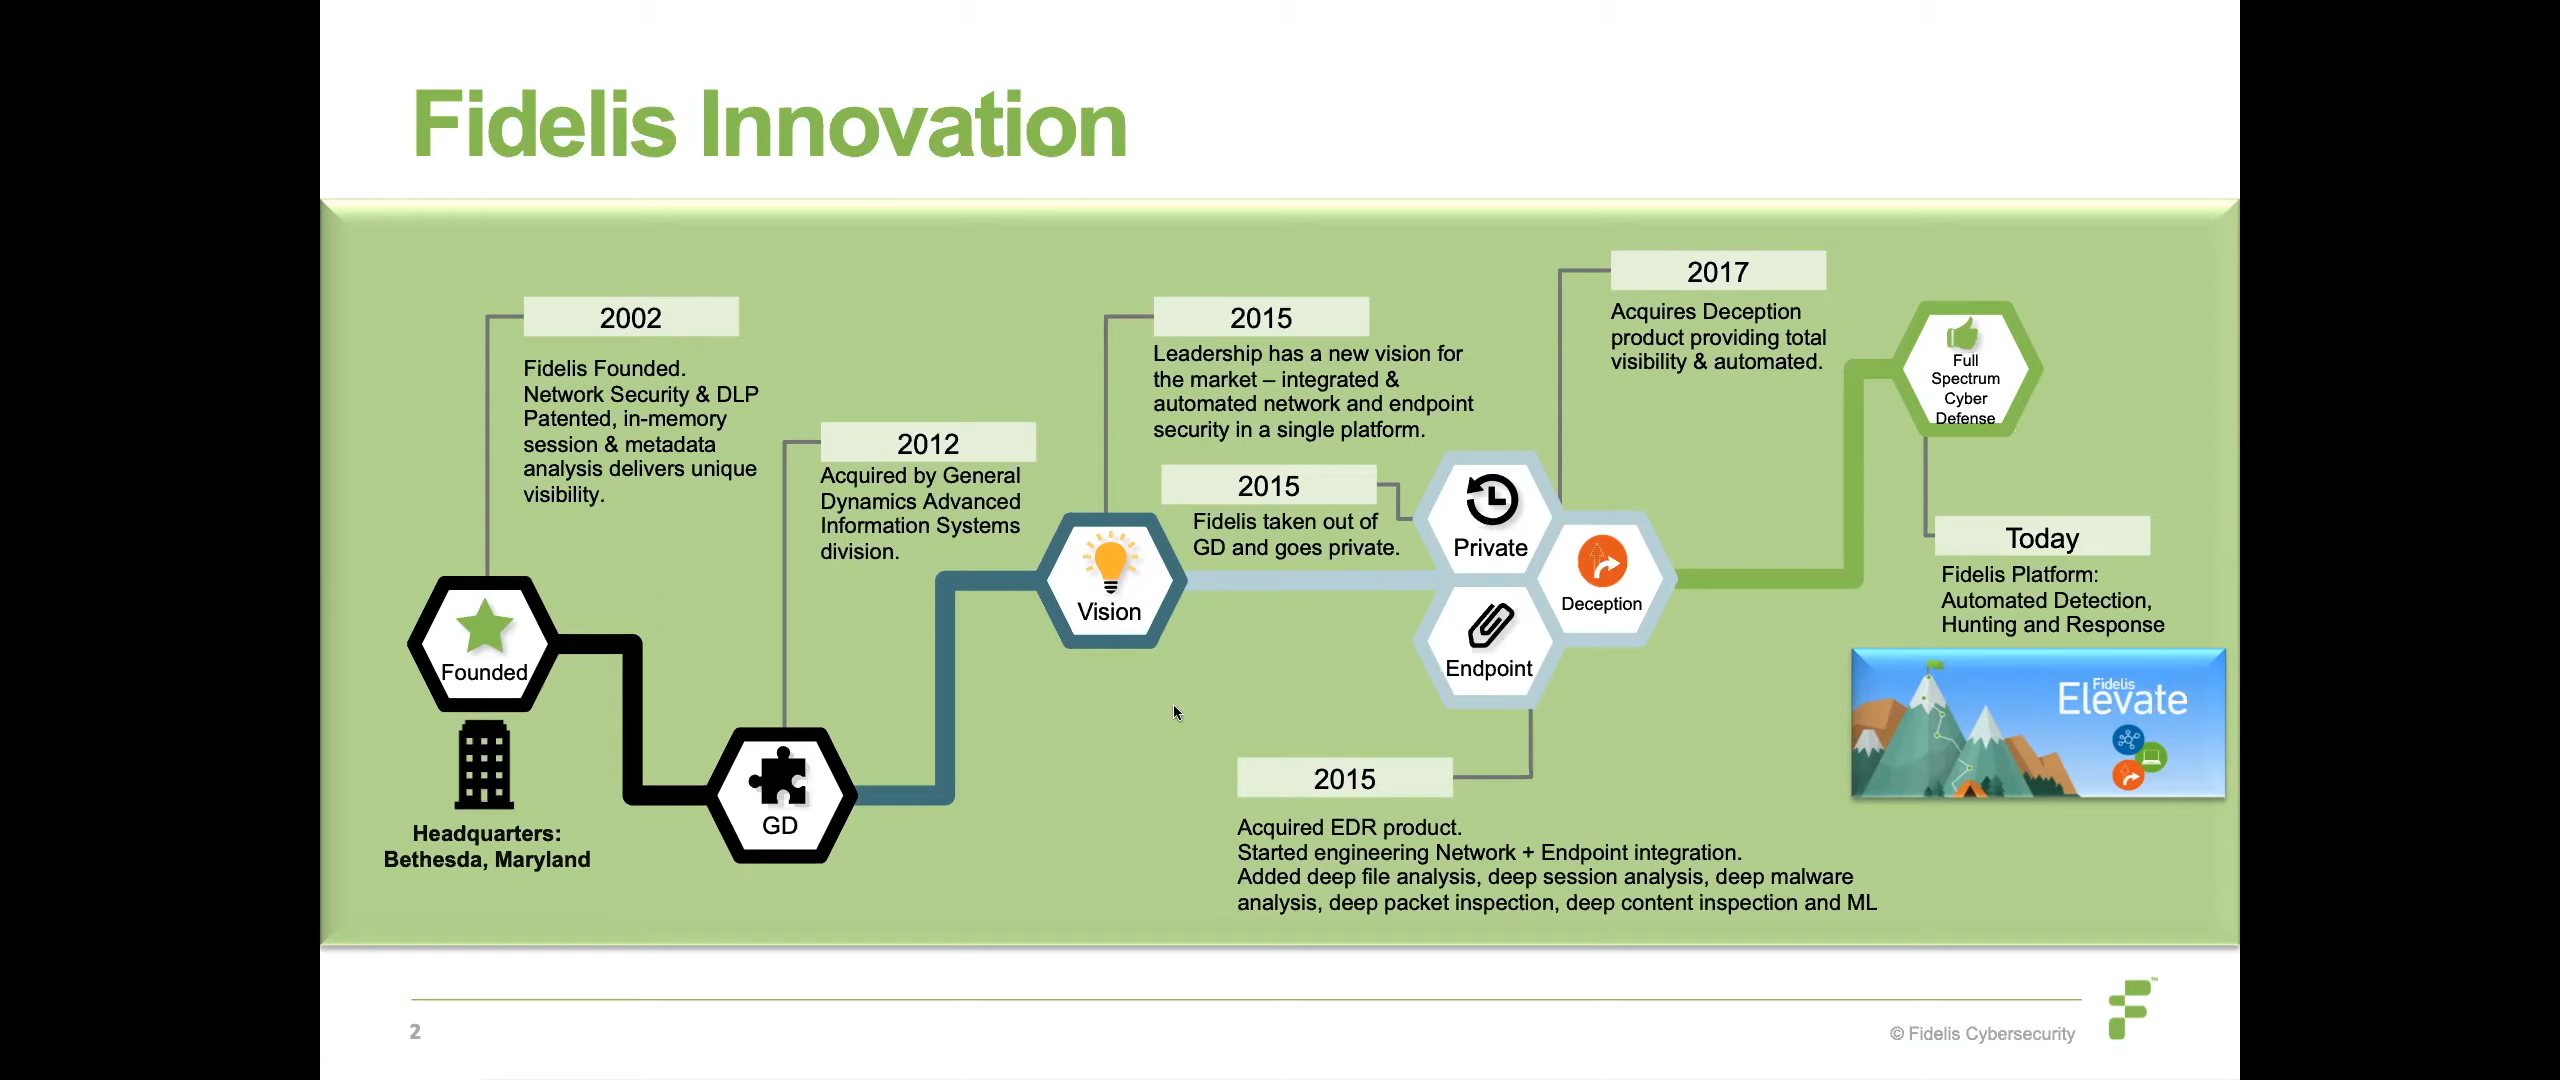 Fidelis Innovation
2002
Fidelis Founded.
Network Security & DLP
Patented, in-memory
session & metadata
analysis delivers unique
visibility.
Founded
Headquarters:
Bethesda, Maryland
2012
Acquired by General
Dynamics Advanced
Information Systems
division.
GD
2015
Leadership has a new vision for
the market – integrated &
automated network and endpoint
security in a single platform.
Vision
2015
Fidelis taken out of
GD and goes private.
Private
Endpoint
Deception
2015
Acquired EDR product.
Started engineering Network + Endpoint integration.
Added deep file analysis, deep session analysis, deep malware
analysis, deep packet inspection, deep content inspection and ML
2017
Acquires Deception
product providing total
visibility & automated.
Full
Spectrum
Cyber
Defense
Today
Fidelis Platform:
Automated Detection,
Hunting and Response
Fidelis
Elevate
2
© Fidelis Cybersecurity
™